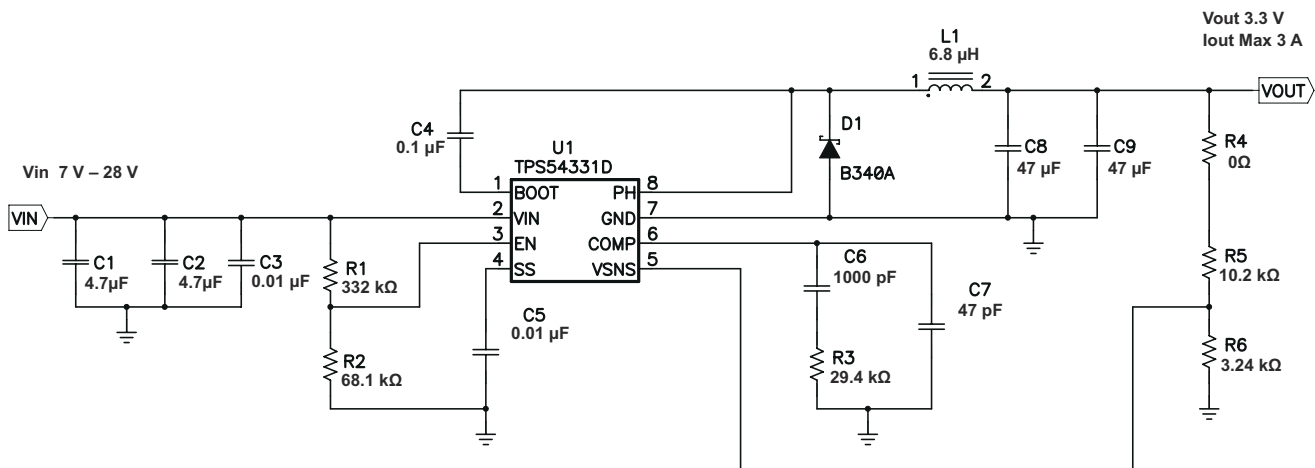 Vout 3.3 V
Iout Max 3 A
L1
6.8 µH
1
2
VOUT
C4
0.1 µF
D1
B340A
C8
47 µF
C9
47 µF
R4
0Ω
U1
TPS54331D
Vin 7 V – 28 V
VIN
1
BOOT
PH
8
2
VIN
GND
7
3
EN
COMP
6
4
SS
VSNS
5
C1
4.7µF
C2
4.7µF
C3
0.01 µF
R1
332 kΩ
C6
1000 pF
C7
47 pF
R5
10.2 kΩ
C5
0.01 µF
R2
68.1 kΩ
R3
29.4 kΩ
R6
3.24 kΩ